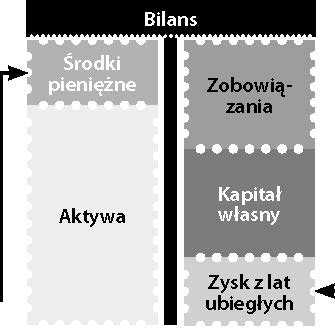 Bilans
Środki
pieniężne
Aktywa
Zobowią-
zania
Kapitał
własny
Zysk z lat
ubiegłych